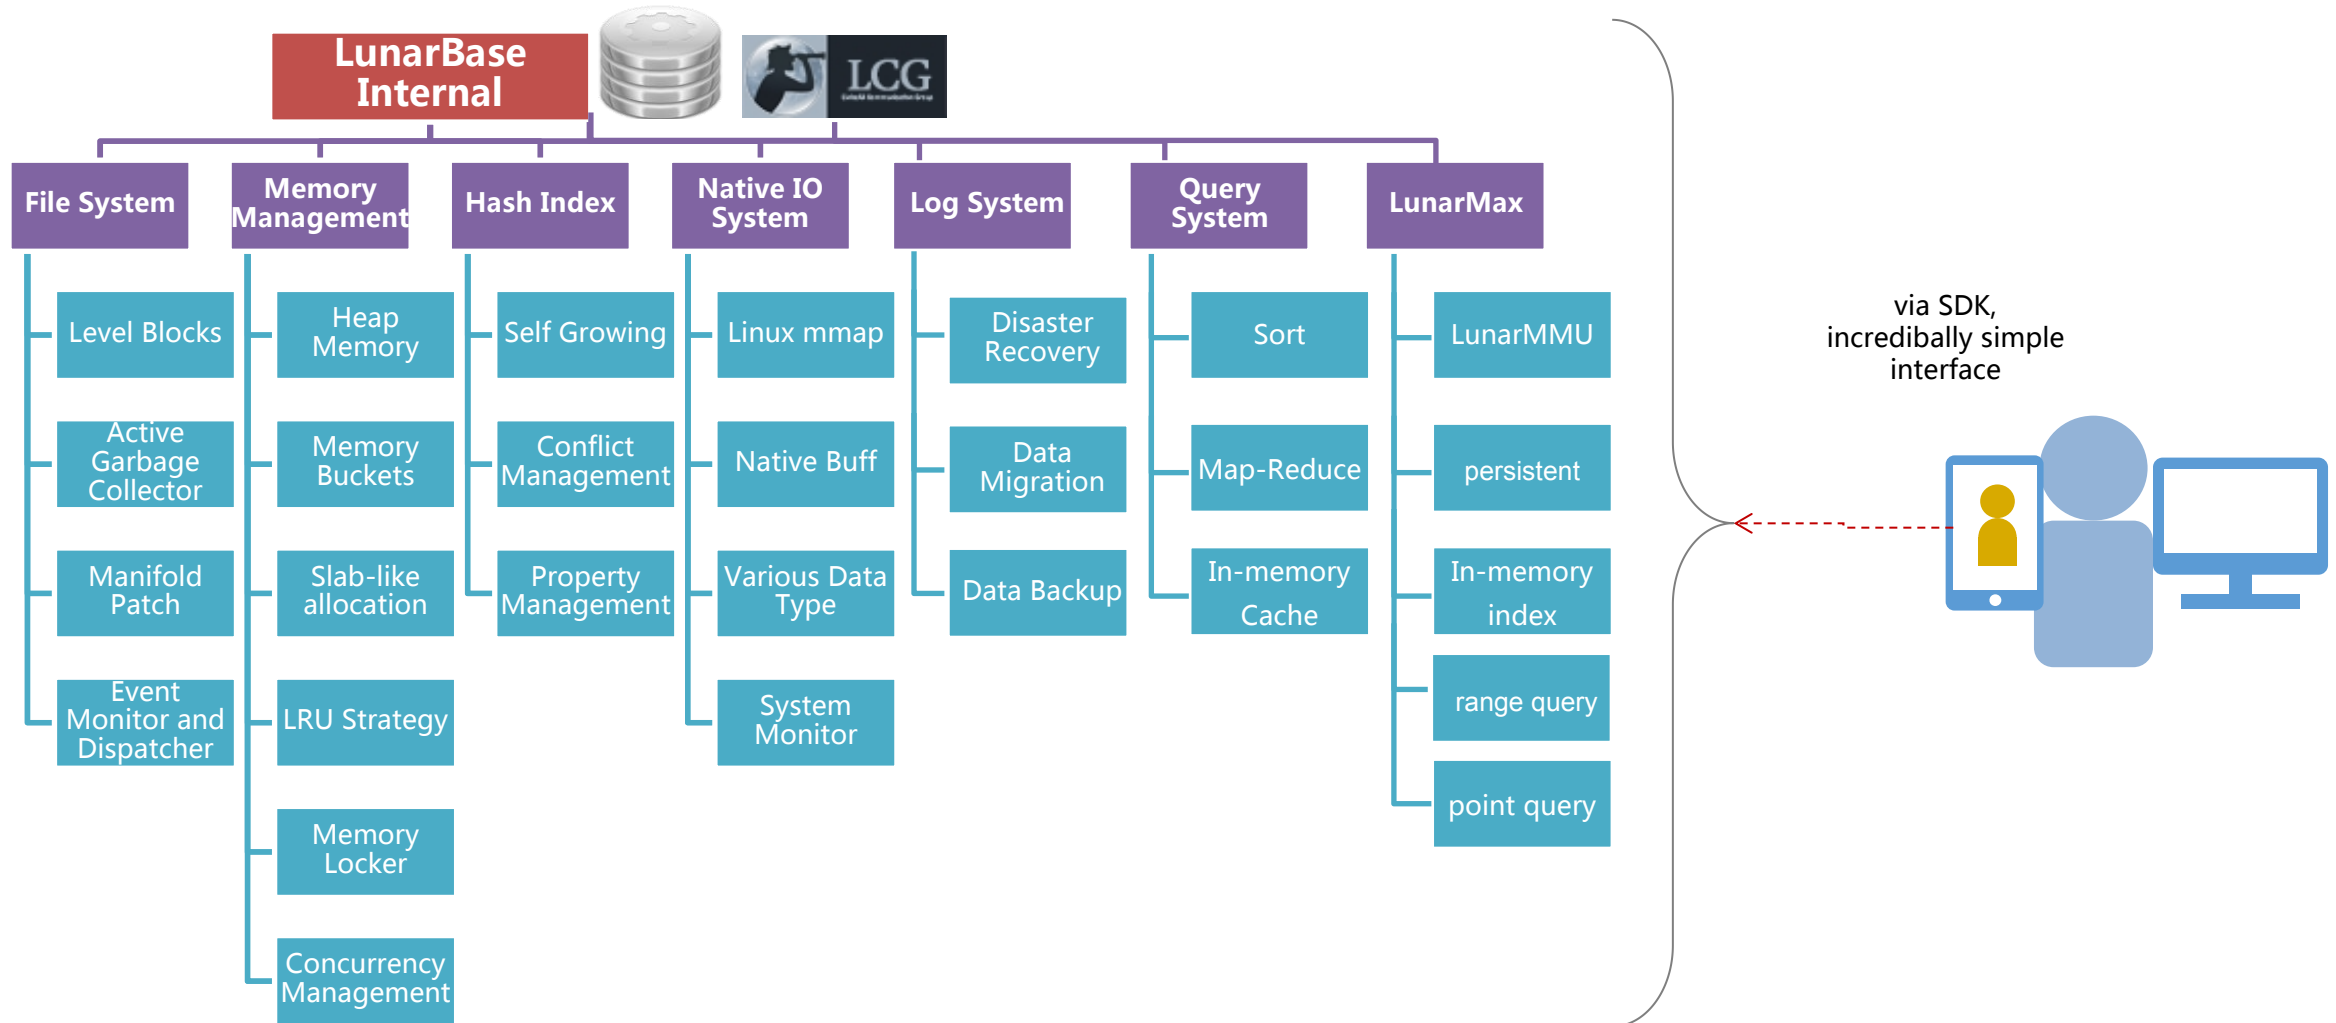 LunarBase
Internal
LCG
File System
Memory
Management
Hash Index
Native IO
System
Log System
Query
System
LunarMax
Level Blocks
Active
Garbage
Collector
Manifold
Patch
Event
Monitor and
Dispatcher
Heap
Memory
Memory
Buckets
Slab-like
allocation
LRU Strategy
Memory
Locker
Concurrency
Management
Self Growing
Conflict
Management
Property
Management
Linux mmap
Native Buff
Various Data
Type
System
Monitor
Disaster
Recovery
Data
Migration
Data Backup
Sort
Map-Reduce
In-memory
Cache
LunarMMU
persistent
In-memory
index
range query
point query
via SDK,
incredibally simple
interface